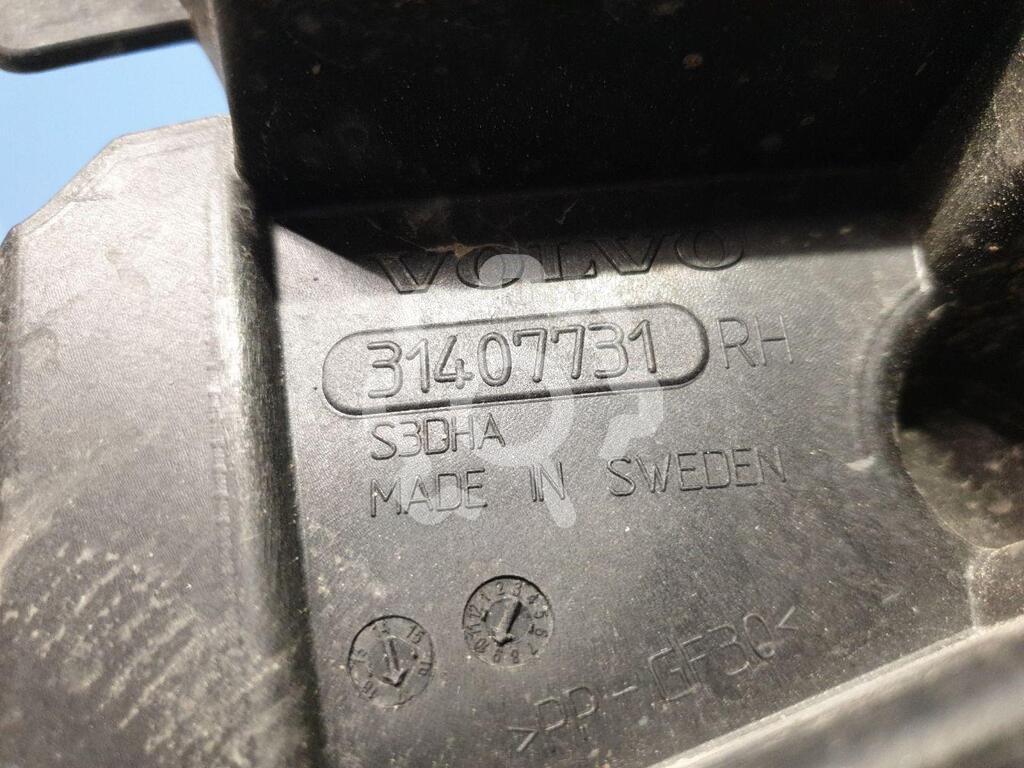 VOLVO
31407731 RH
S3DHA
MADE IN SWEDEN
>PP-GF30<